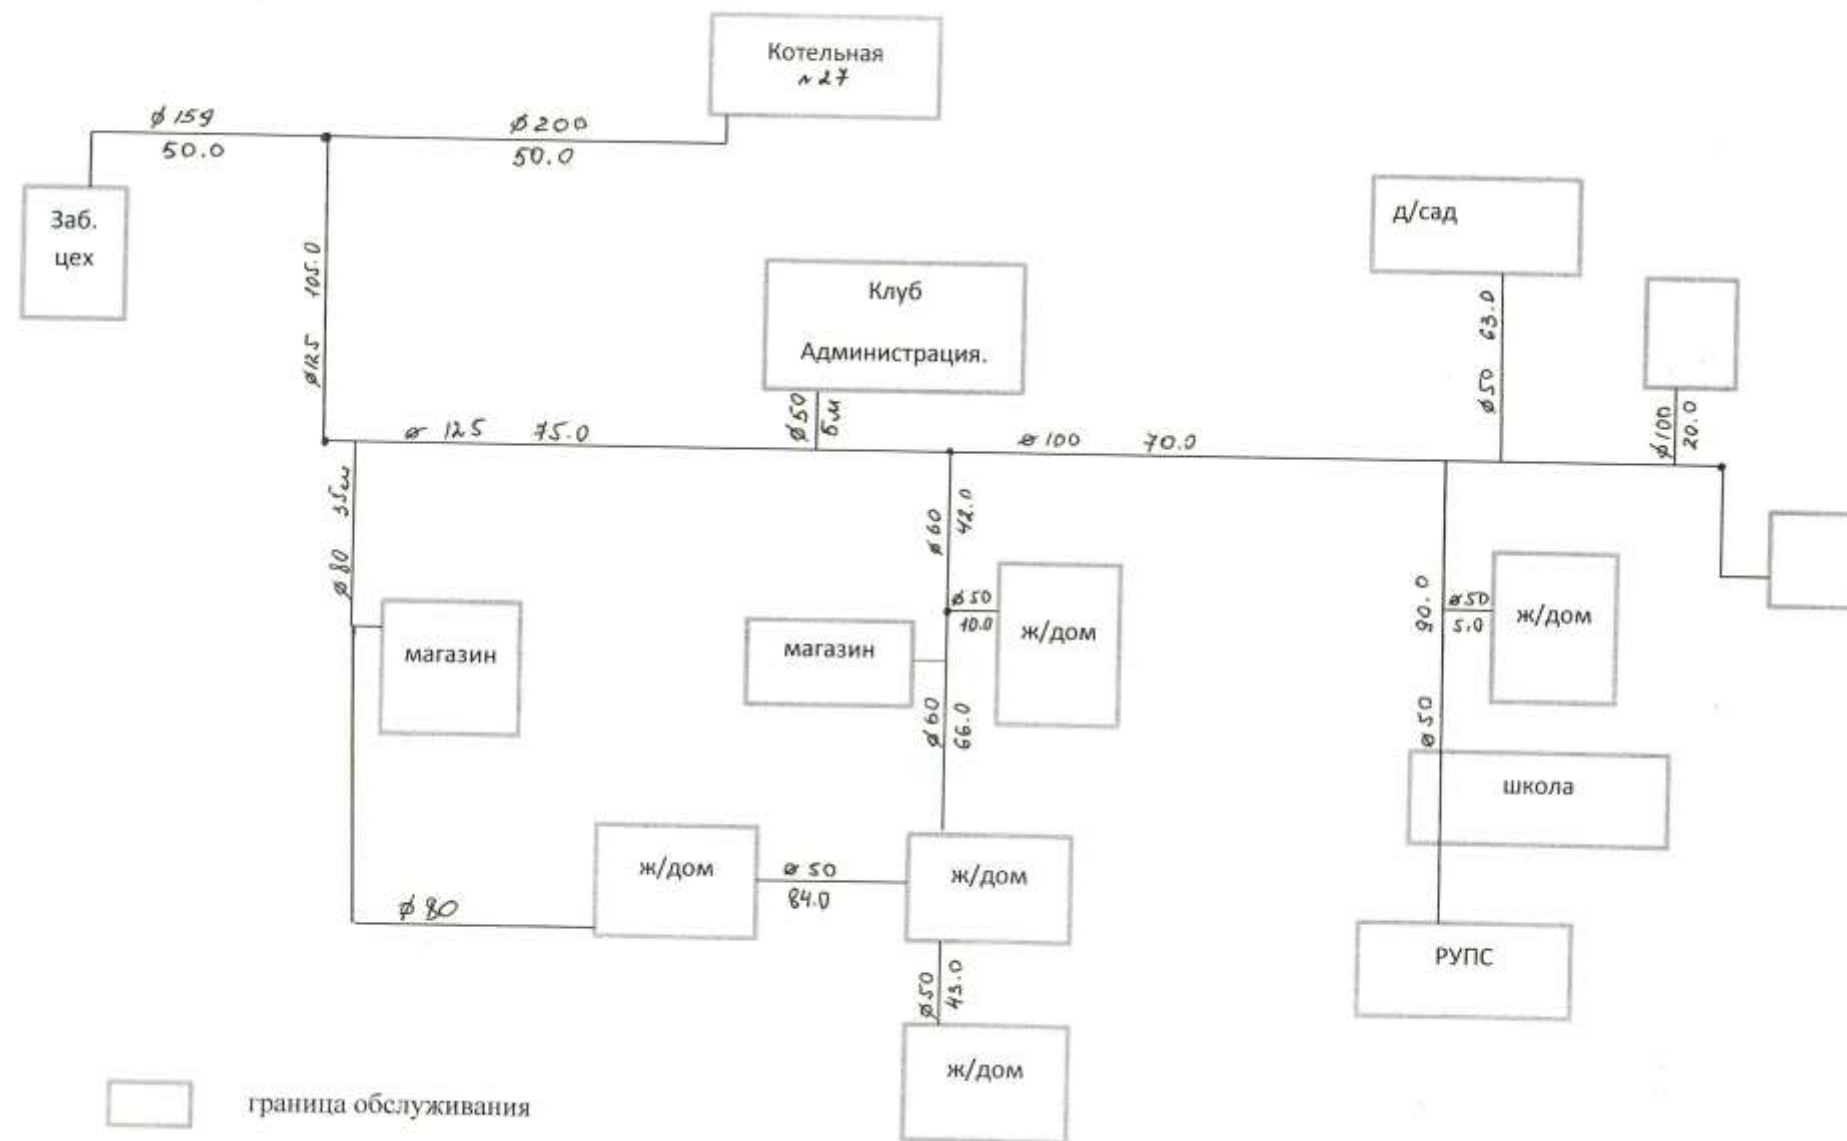 Котельная
№27
ø159
50.0
ø200
50.0
Заб.
цех
ø125 105.0
д/сад
Клуб
Администрация.
ø50 63.0
ø100
20.0
ø50
5м
ø 125 75.0
ø100 70.0
ø80 35м
ø60
42.0
ø50
10.0
ж/дом
магазин
магазин
ø60
66.0
ø50 90.0
ø50
5.0
ж/дом
школа
ж/дом
ø 50
84.0
ж/дом
ø80
ø50
43.0
РУПС
ж/дом
граница обслуживания